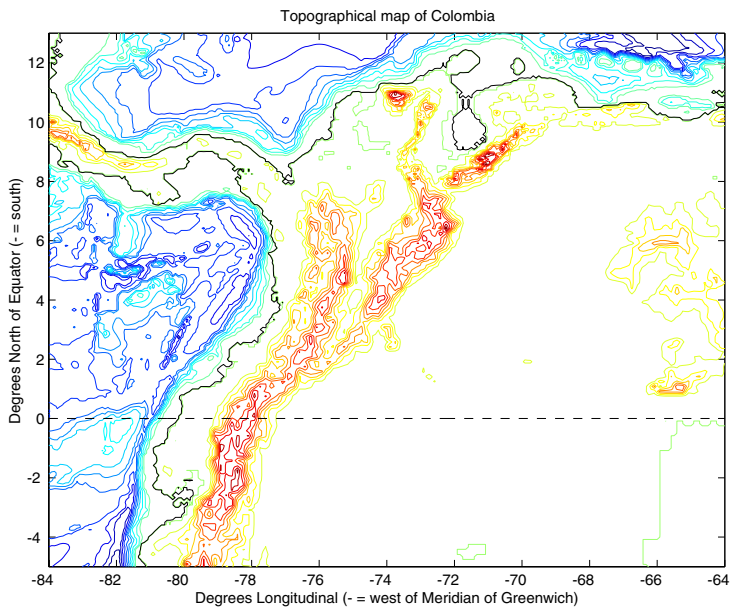 Topographical map of Colombia
12
10
8
6
4
2
0
-2
-4
Degrees North of Equator (- = south)
-84 -82 -80 -78 -76 -74 -72 -70 -68 -66 -64
Degrees Longitudinal (- = west of Meridian of Greenwich)